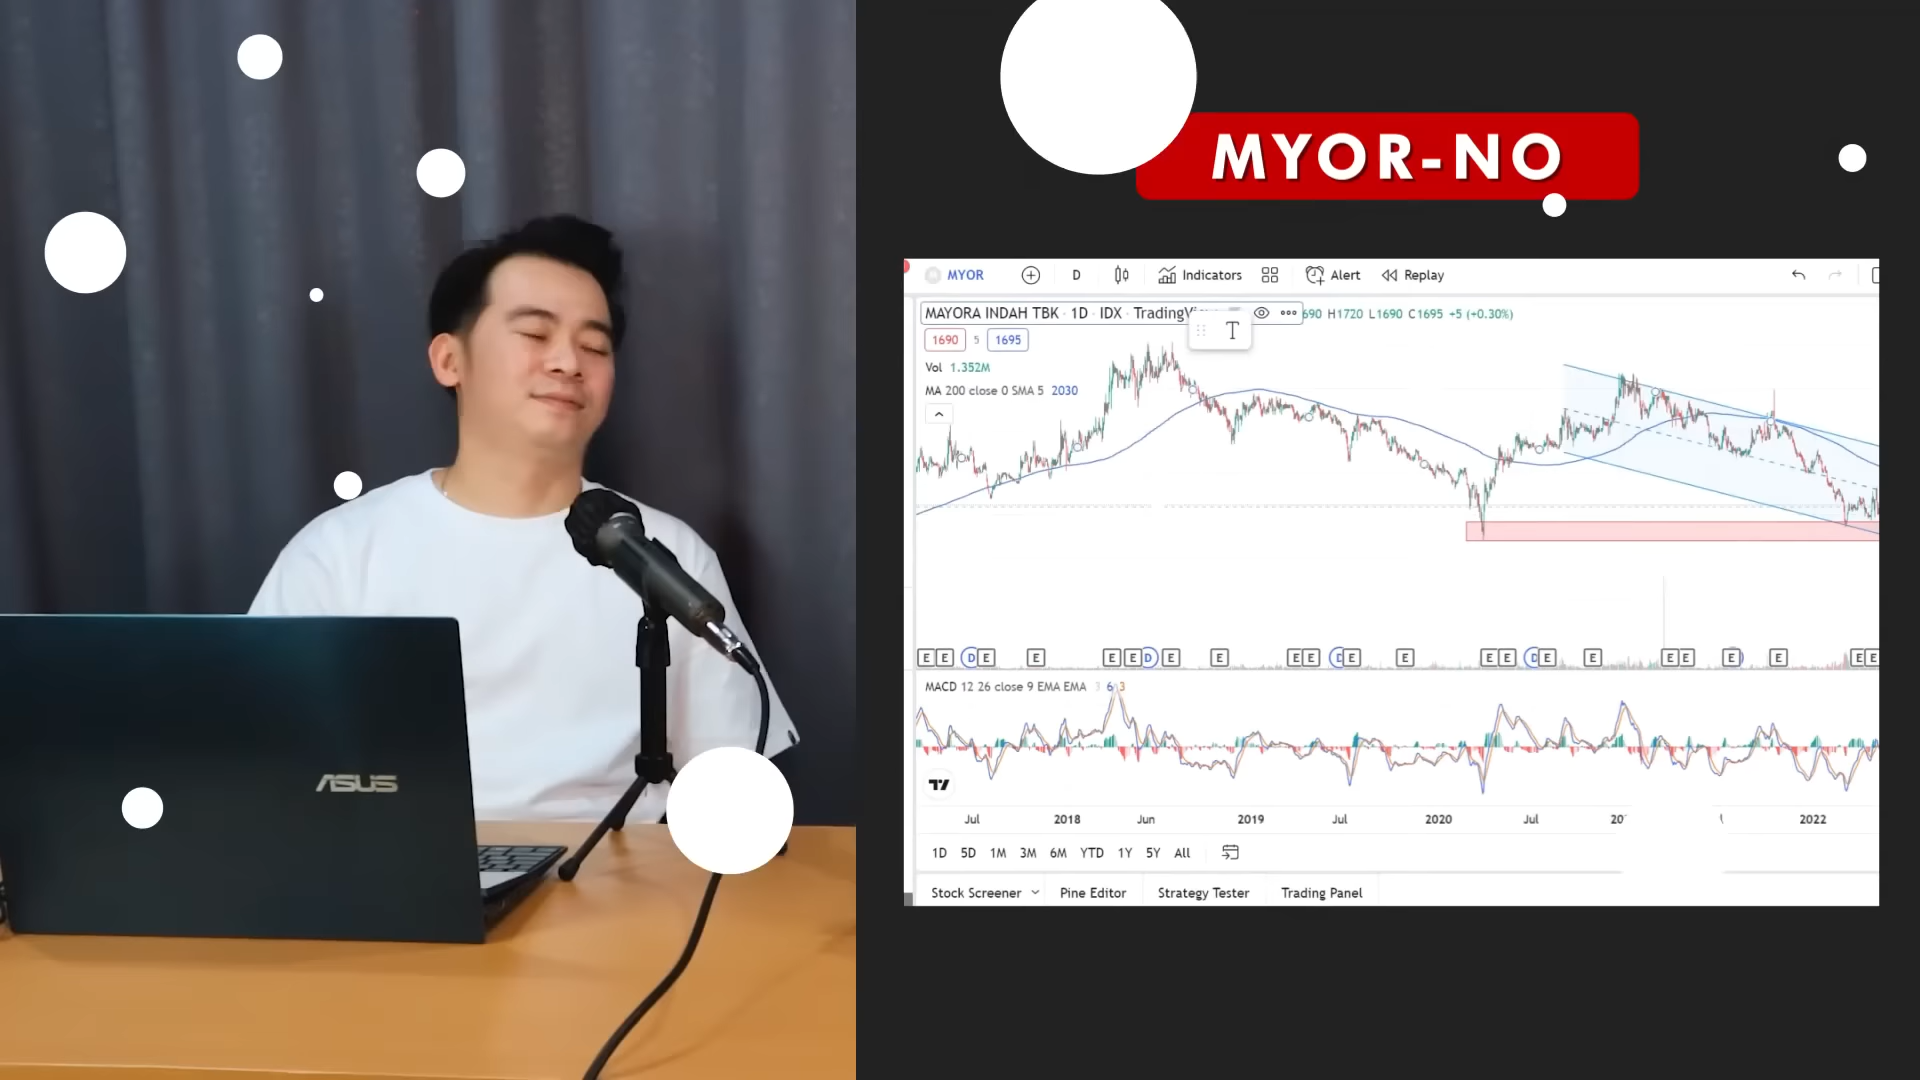 MYOR-NO
MYOR
D
Indicators
Alert
Replay
MAYORA INDAH TBK · 1D · IDX ·
690 H1720 L1690 C1695 +5 (+0.30%)
T
1690
5
1695
Vol 1.352M
MA 200 close 0 SMA 5 2030
E E D E E E E D E E E E D E E E D E E E E E E E E E
MACD 12 26 close 9 EMA EMA
Jul 2018 Jun 2019 Jul 2020 Jul 2022
1D 5D 1M 3M 6M YTD 1Y 5Y All
Stock Screener
Pine Editor
Strategy Tester
Trading Panel
ASUS